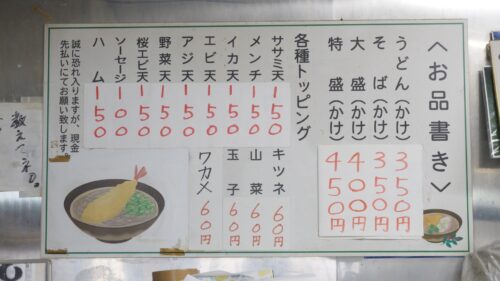 〈お品書き〉
うどん(かけ) 350円
そば(かけ) 350円
大盛(かけ) 450円
特盛(かけ) 450円
各種トッピング
ササミ天 150
メンチ 150
イカ天 150
エビ天 150
アジ天 150
野菜天 150
桜エビ天 150
ソーセージ 100
ハム 150
キツネ 60円
山菜 60円
玉子 60円
ワカメ 60円
誠に恐れ入りますが、現金
先払いにてお願い致します。